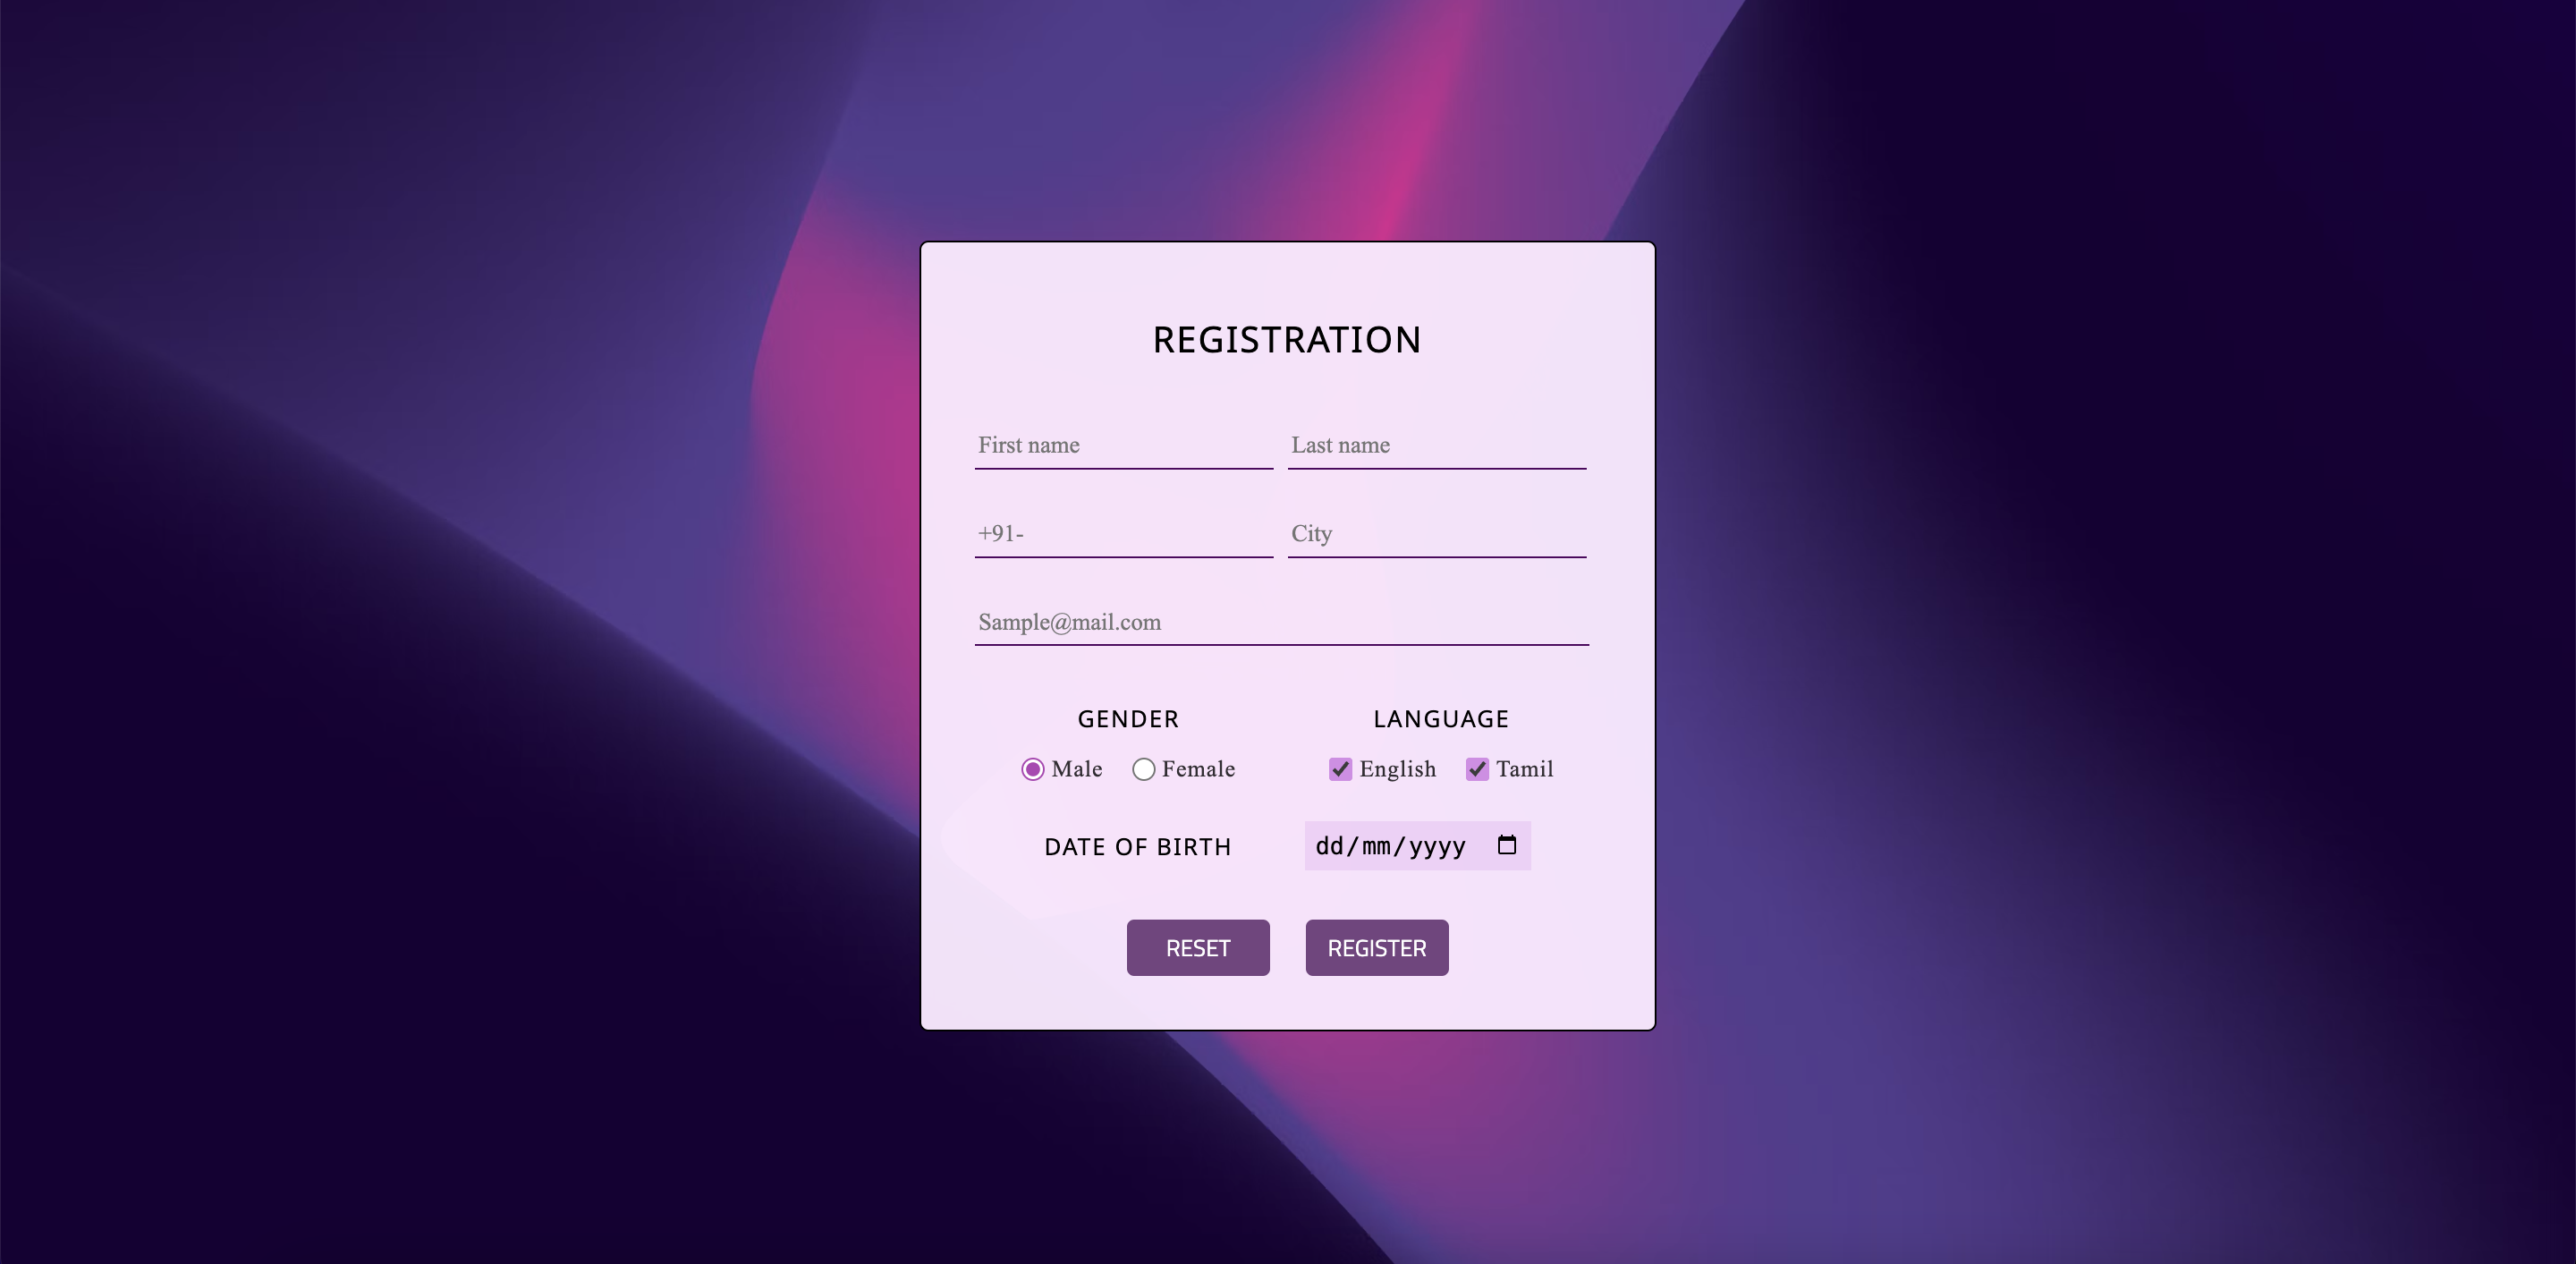 REGISTRATION
First name Last name
+91- City
Sample@mail.com
GENDER LANGUAGE
Male Female English Tamil
DATE OF BIRTH dd/mm/yyyy
RESET REGISTER